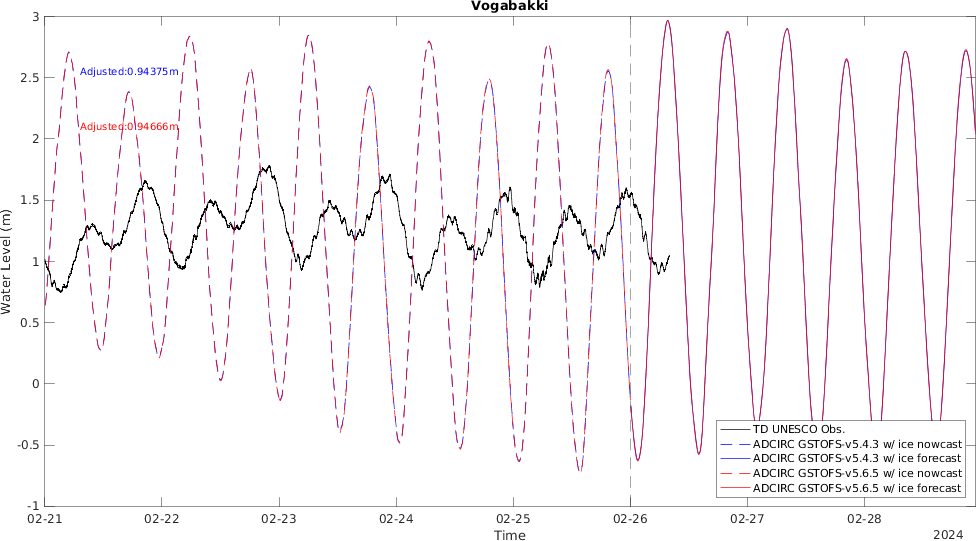 Vogabakki
3
2.5
2
1.5
1
0.5
0
-0.5
-1
Water Level (m)
Adjusted:0.94375m
Adjusted:0.94666m
TD UNESCO Obs.
ADCIRC GSTOFS-v5.4.3 w/ ice nowcast
ADCIRC GSTOFS-v5.4.3 w/ ice forecast
ADCIRC GSTOFS-v5.6.5 w/ ice nowcast
ADCIRC GSTOFS-v5.6.5 w/ ice forecast
02-21 02-22 02-23 02-24 02-25 02-26 02-27 02-28
Time
2024